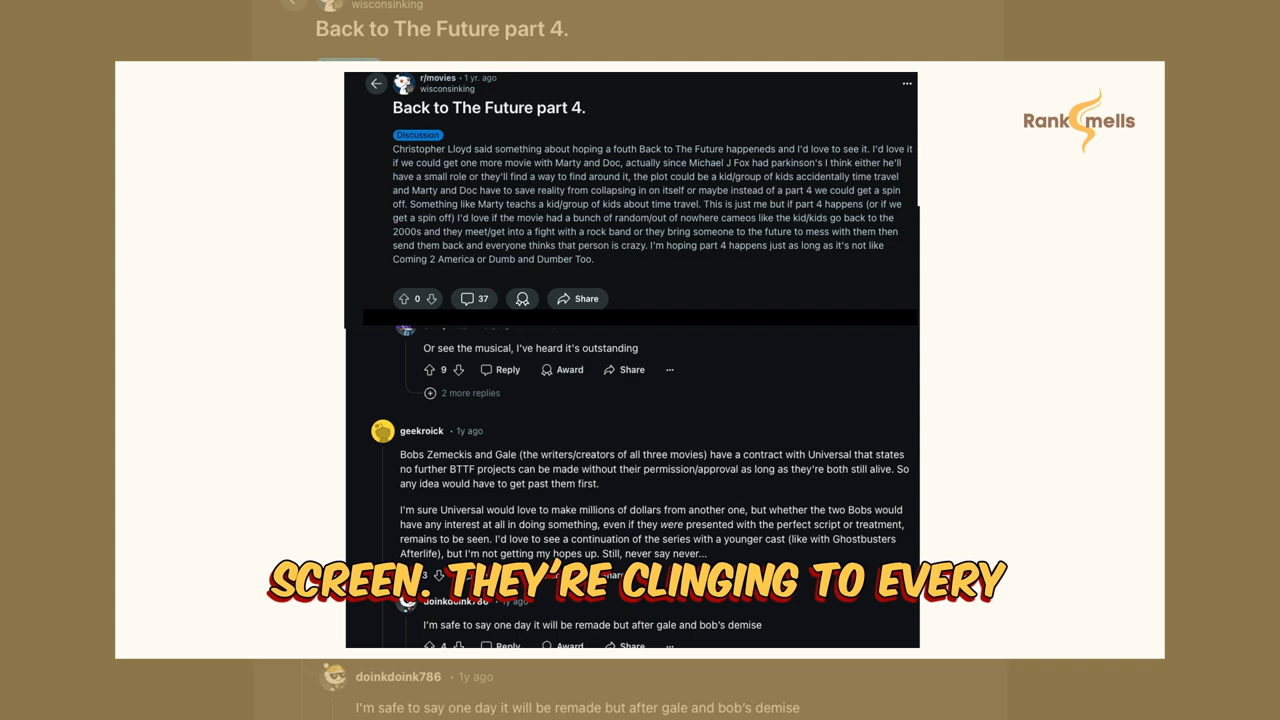 wisconsinking
Back to The Future part 4.
r/movies • 1 yr. ago
wisconsinking
Back to The Future part 4.
Discussion
Christopher Lloyd said something about hoping a fouth Back to The Future happeneds and I'd love to see it. I'd love it
if we could get one more movie with Marty and Doc, actually since Michael J Fox had parkinson's I think either he'll
have a small role or they'll find a way to find around it, the plot could be a kid/group of kids accidentally time travel
and Marty and Doc have to save reality from collapsing in on itself or maybe instead of a part 4 we could get a spin
off. Something like Marty teachs a kid/group of kids about time travel. This is just me but if part 4 happens (or if we
get a spin off) I'd love if the movie had a bunch of random/out of nowhere cameos like the kid/kids go back to the
2000s and they meet/get into a fight with a rock band or they bring someone to the future to mess with them then
send them back and everyone thinks that person is crazy. I'm hoping part 4 happens just as long as it's not like
Coming 2 America or Dumb and Dumber Too.
0 37 Share
RankSmells
Or see the musical, I've heard it's outstanding
9 Reply Award Share
2 more replies
geekroick • 1y ago
Bobs Zemeckis and Gale (the writers/creators of all three movies) have a contract with Universal that states
no further BTTF projects can be made without their permission/approval as long as they're both still alive. So
any idea would have to get past them first.
I'm sure Universal would love to make millions of dollars from another one, but whether the two Bobs would
have any interest at all in doing something, even if they were presented with the perfect script or treatment,
remains to be seen. I'd love to see a continuation of the series with a younger cast (like with Ghostbusters
Afterlife), but I'm not getting my hopes up. Still, never say never...
SCREEN. THEY'RE CLINGING TO EVERY
doinkdoink786 • 1y ago
I'm safe to say one day it will be remade but after gale and bob's demise
4 Reply Award Share
doinkdoink786 • 1y ago
I'm safe to say one day it will be remade but after gale and bob's demise